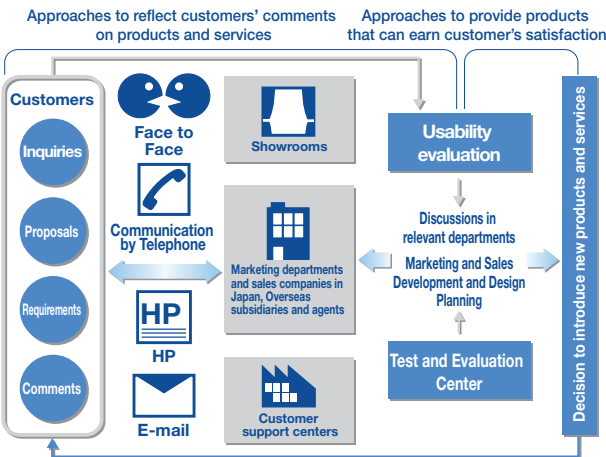 Approaches to reflect customers' comments
on products and services
Approaches to provide products
that can earn customer's satisfaction
Customers
Inquiries
Proposals
Requirements
Comments
Face to
Face
Communication
by Telephone
HP
HP
E-mail
Showrooms
Marketing departments
and sales companies in
Japan, Overseas
subsidiaries and agents
Customer
support centers
Usability
evaluation
Discussions in
relevant departments
Marketing and Sales
Development and Design
Planning
Test and Evaluation
Center
Decision to introduce new products and services